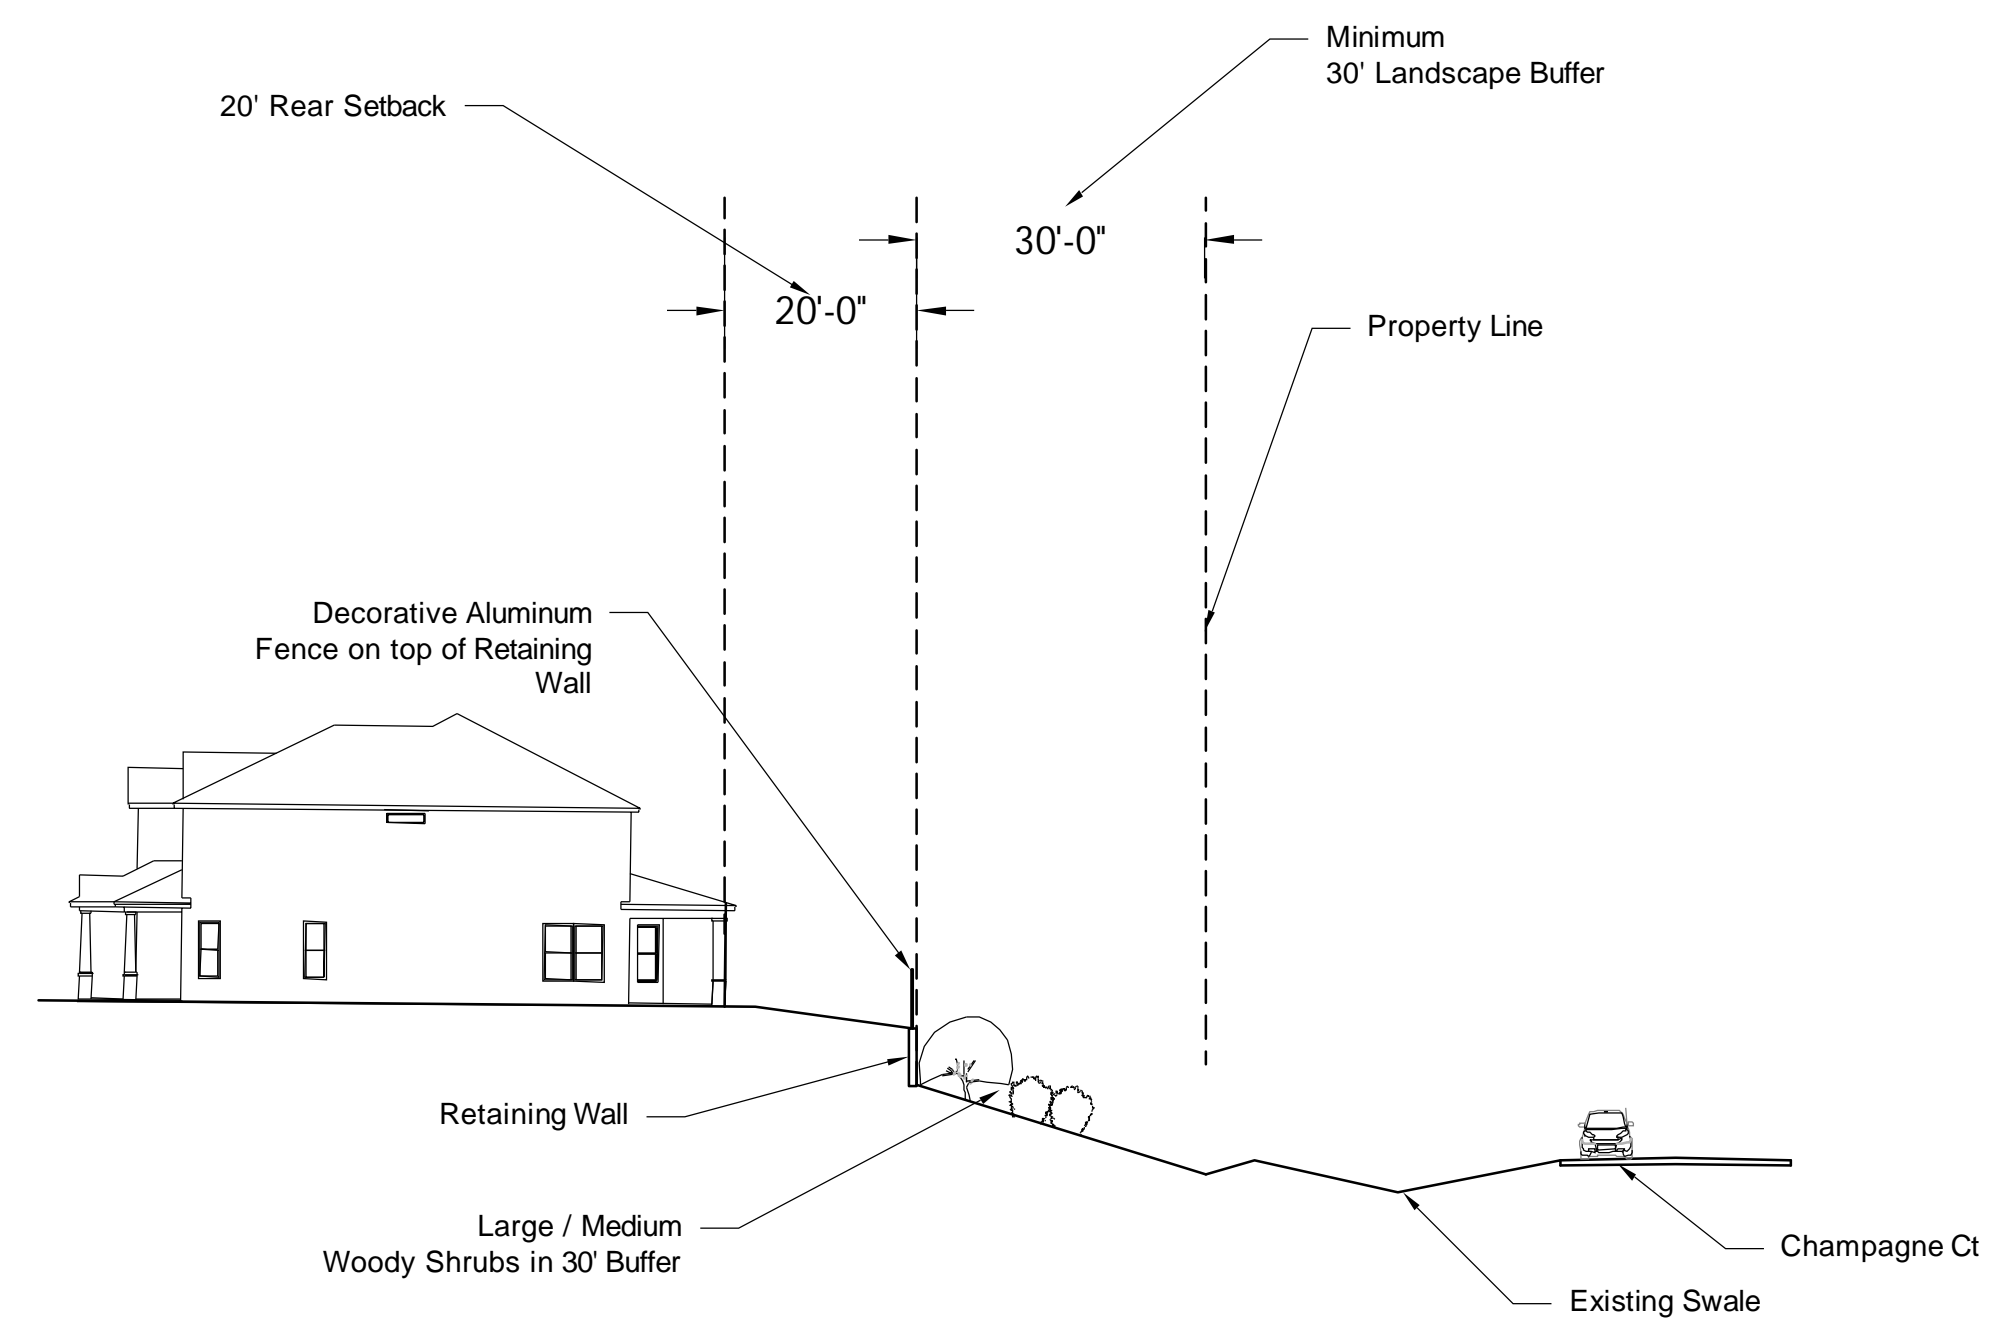 Minimum
30' Landscape Buffer
20' Rear Setback
30'-0"
20'-0"
Property Line
Decorative Aluminum
Fence on top of Retaining
Wall
Retaining Wall
Large / Medium
Woody Shrubs in 30' Buffer
Champagne Ct
Existing Swale